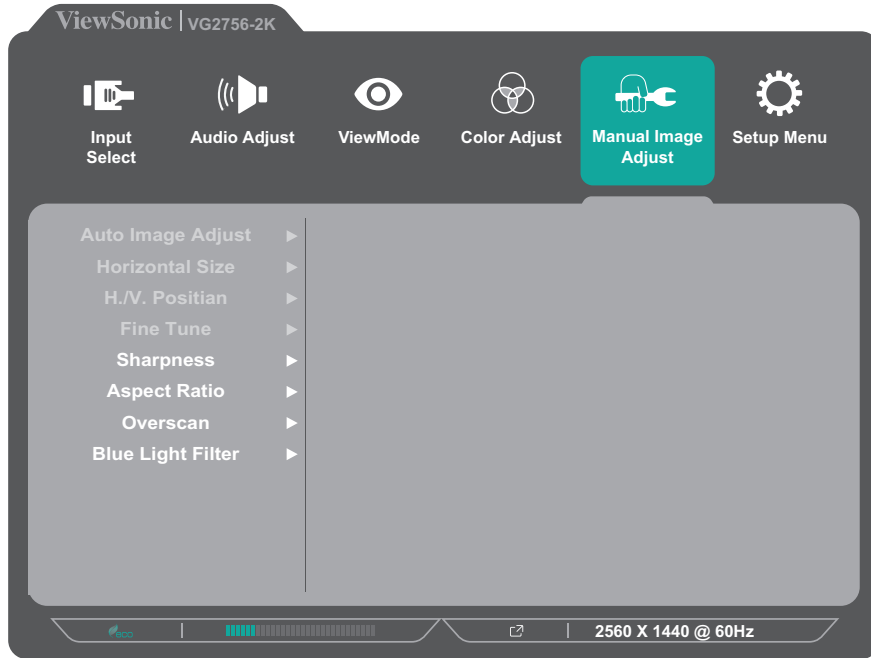 ViewSonic | VG2756-2K
Input Select
Audio Adjust
ViewMode
Color Adjust
Manual Image Adjust
Setup Menu
Auto Image Adjust
Horizontal Size
H./V. Positian
Fine Tune
Sharpness
Aspect Ratio
Overscan
Blue Light Filter
eco
2560 X 1440 @ 60Hz